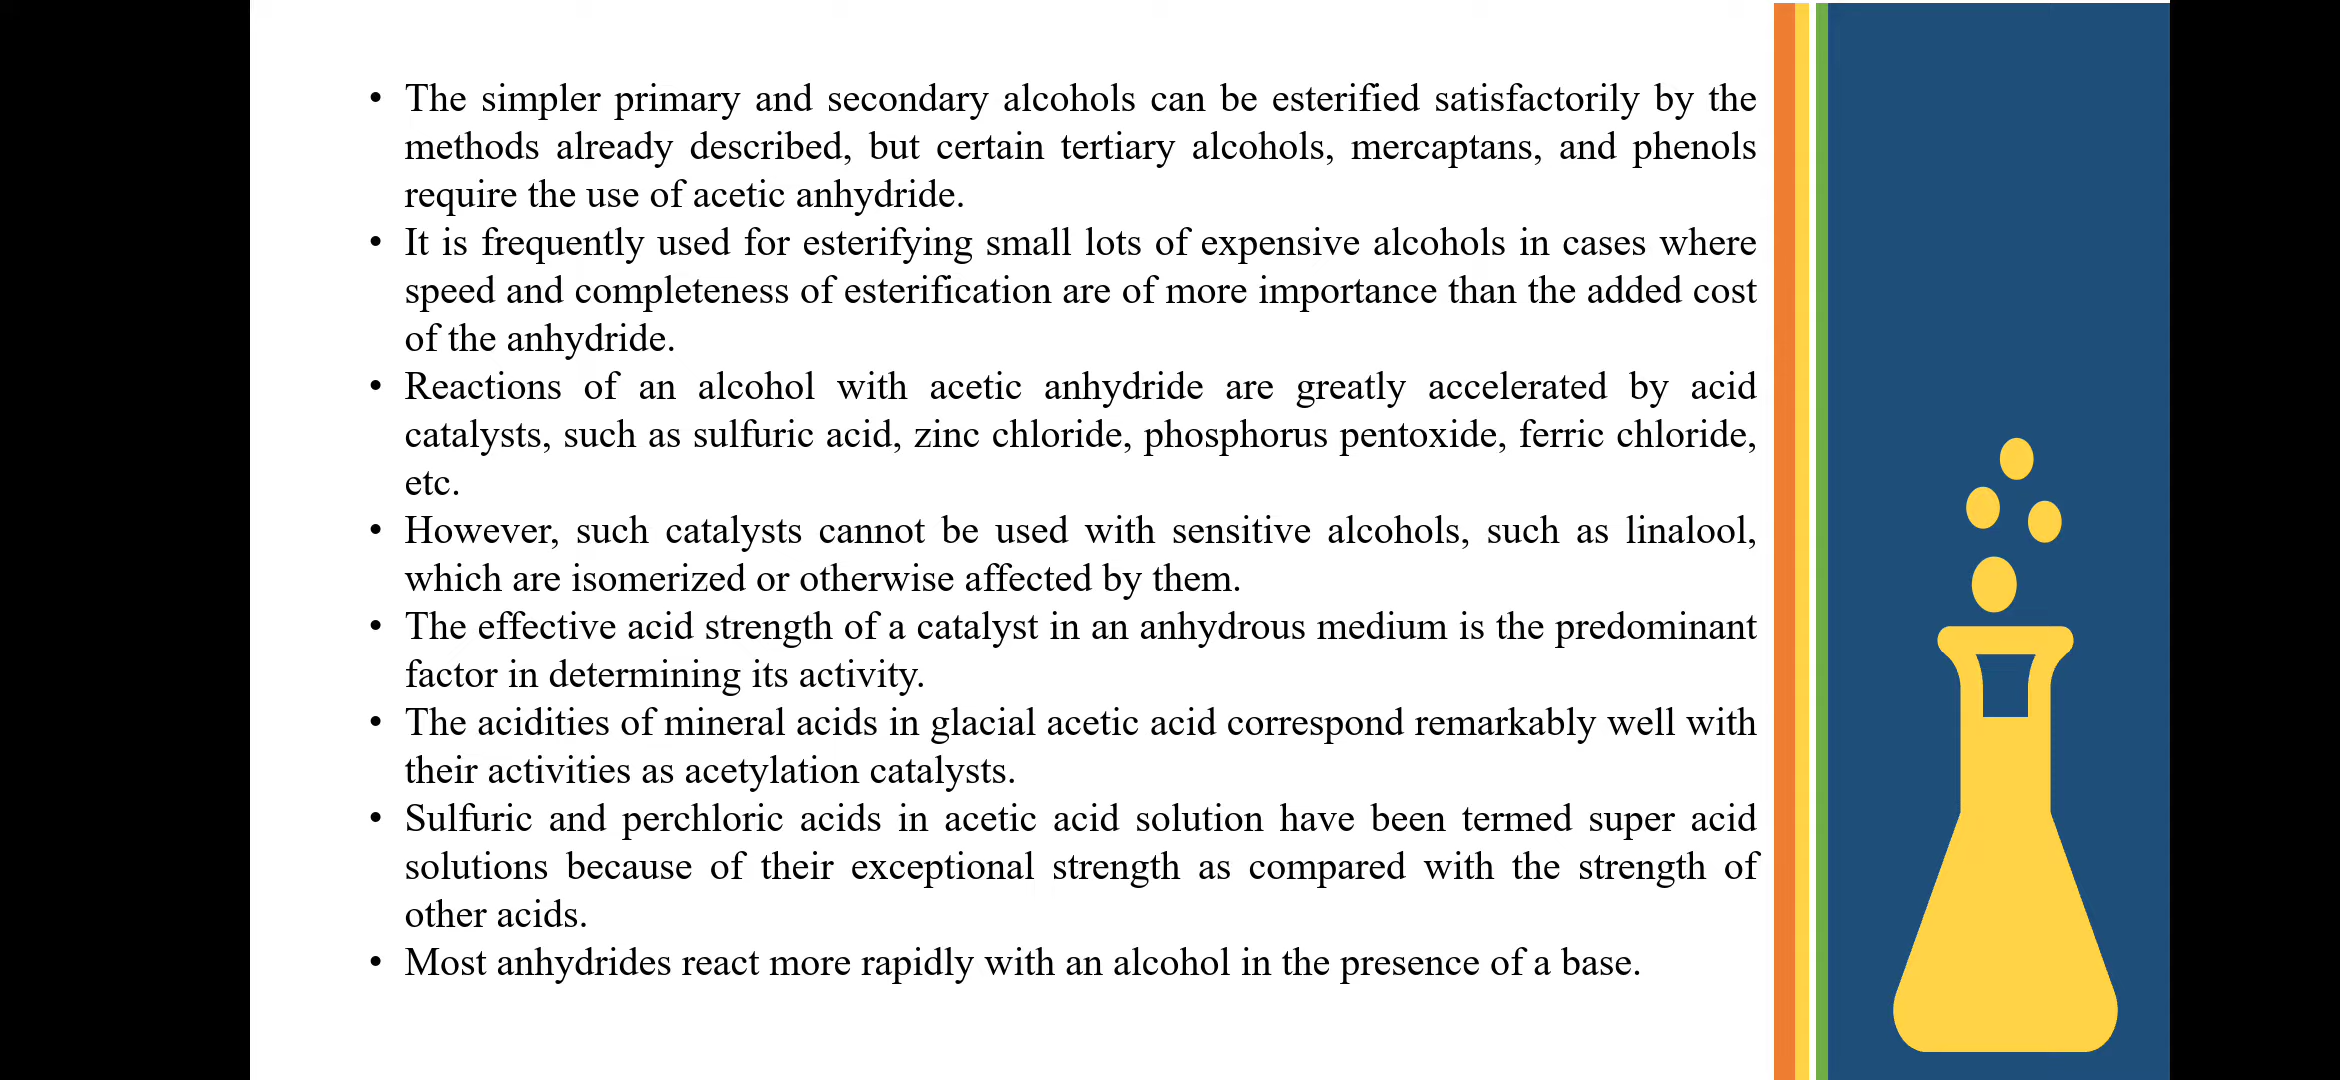 • The simpler primary and secondary alcohols can be esterified satisfactorily by the
methods already described, but certain tertiary alcohols, mercaptans, and phenols
require the use of acetic anhydride.
• It is frequently used for esterifying small lots of expensive alcohols in cases where
speed and completeness of esterification are of more importance than the added cost
of the anhydride.
• Reactions of an alcohol with acetic anhydride are greatly accelerated by acid
catalysts, such as sulfuric acid, zinc chloride, phosphorus pentoxide, ferric chloride,
etc.
• However, such catalysts cannot be used with sensitive alcohols, such as linalool,
which are isomerized or otherwise affected by them.
• The effective acid strength of a catalyst in an anhydrous medium is the predominant
factor in determining its activity.
• The acidities of mineral acids in glacial acetic acid correspond remarkably well with
their activities as acetylation catalysts.
• Sulfuric and perchloric acids in acetic acid solution have been termed super acid
solutions because of their exceptional strength as compared with the strength of
other acids.
• Most anhydrides react more rapidly with an alcohol in the presence of a base.